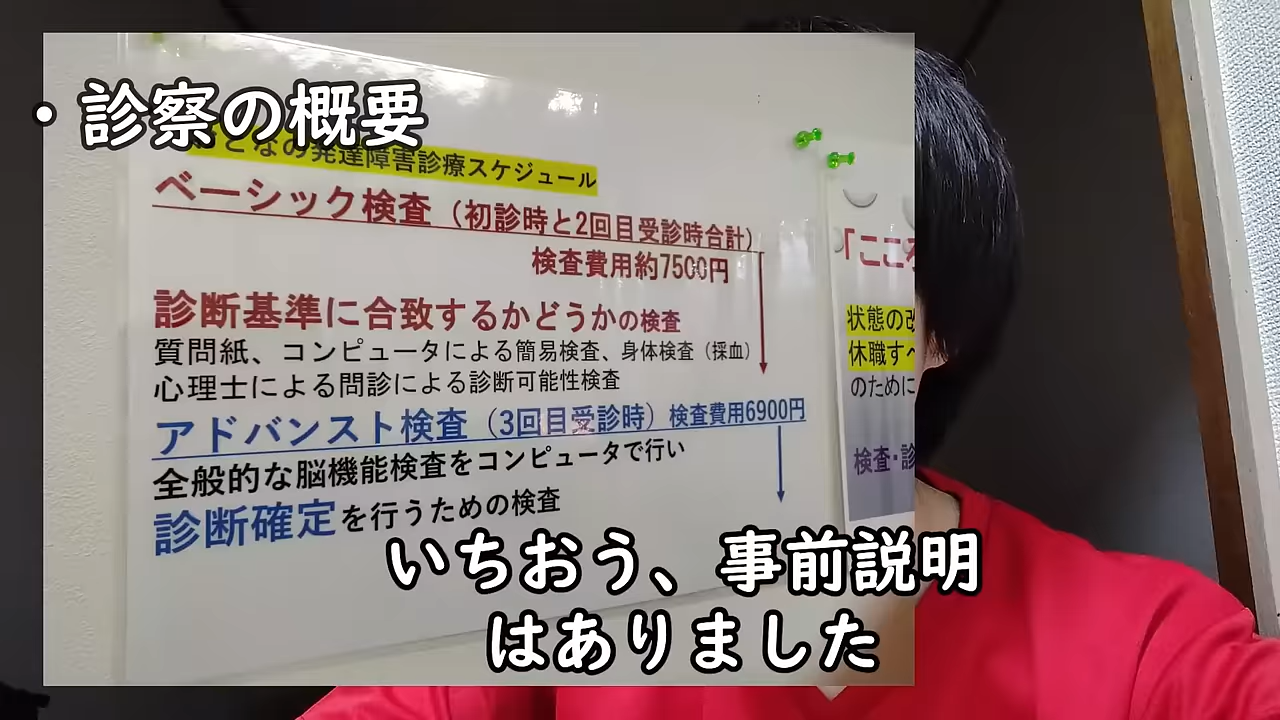 ・診察の概要
おとなの発達障害診療スケジュール
ベーシック検査（初診時と2回目受診時合計）
検査費用約7500円
診断基準に合致するかどうかの検査
質問紙、コンピュータによる簡易検査、身体検査（採血）
心理士による問診による診断可能性検査
アドバンスト検査（3回目受診時）検査費用6900円
全般的な脳機能検査をコンピュータで行い
診断確定を行うための検査
「ここ
状態の改
休職すべ
のために
検査・診
いちおう、事前説明
はありました